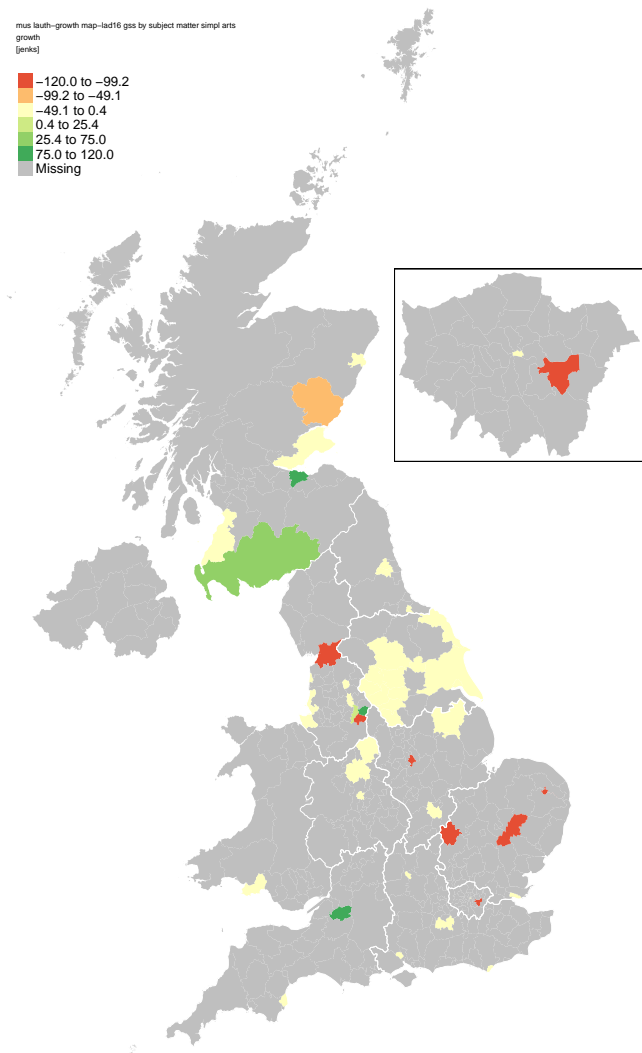 mus lauth−growth map−lad16 gss by subject matter simpl arts
growth
[jenks]
−120.0 to −99.2
−99.2 to −49.1
−49.1 to 0.4
0.4 to 25.4
25.4 to 75.0
75.0 to 120.0
Missing